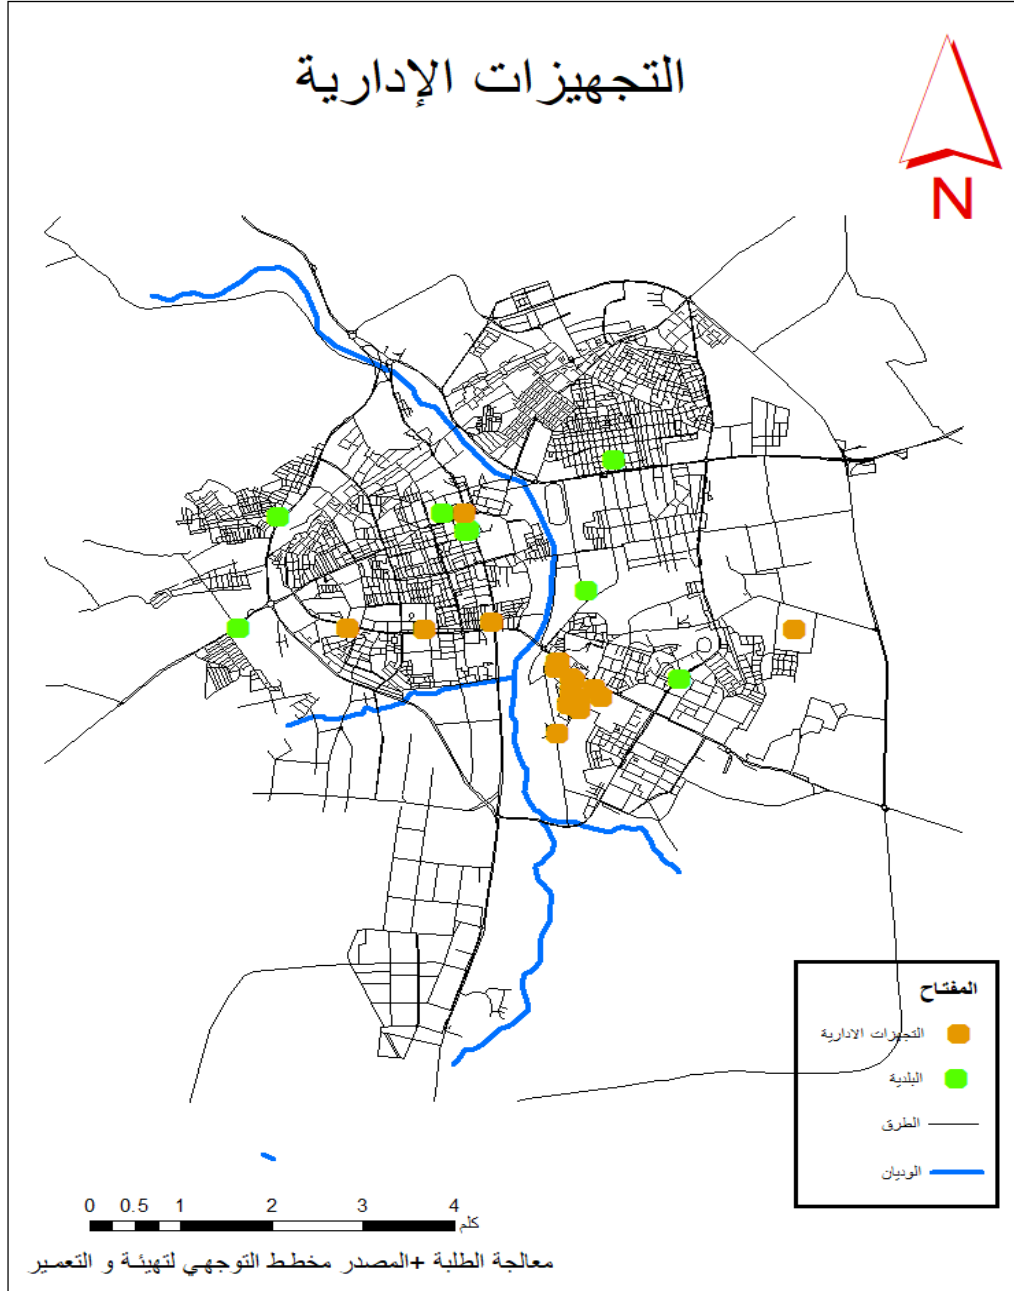 التجهيزات الإدارية
N
المفتاح
التجهزات الادارية
البلدية
الطرق
الوديان
0 0.5 1 2 3 4
كلم
معالجة الطلبة +المصدر مخطط التوجهي لتهيئة و التعمير